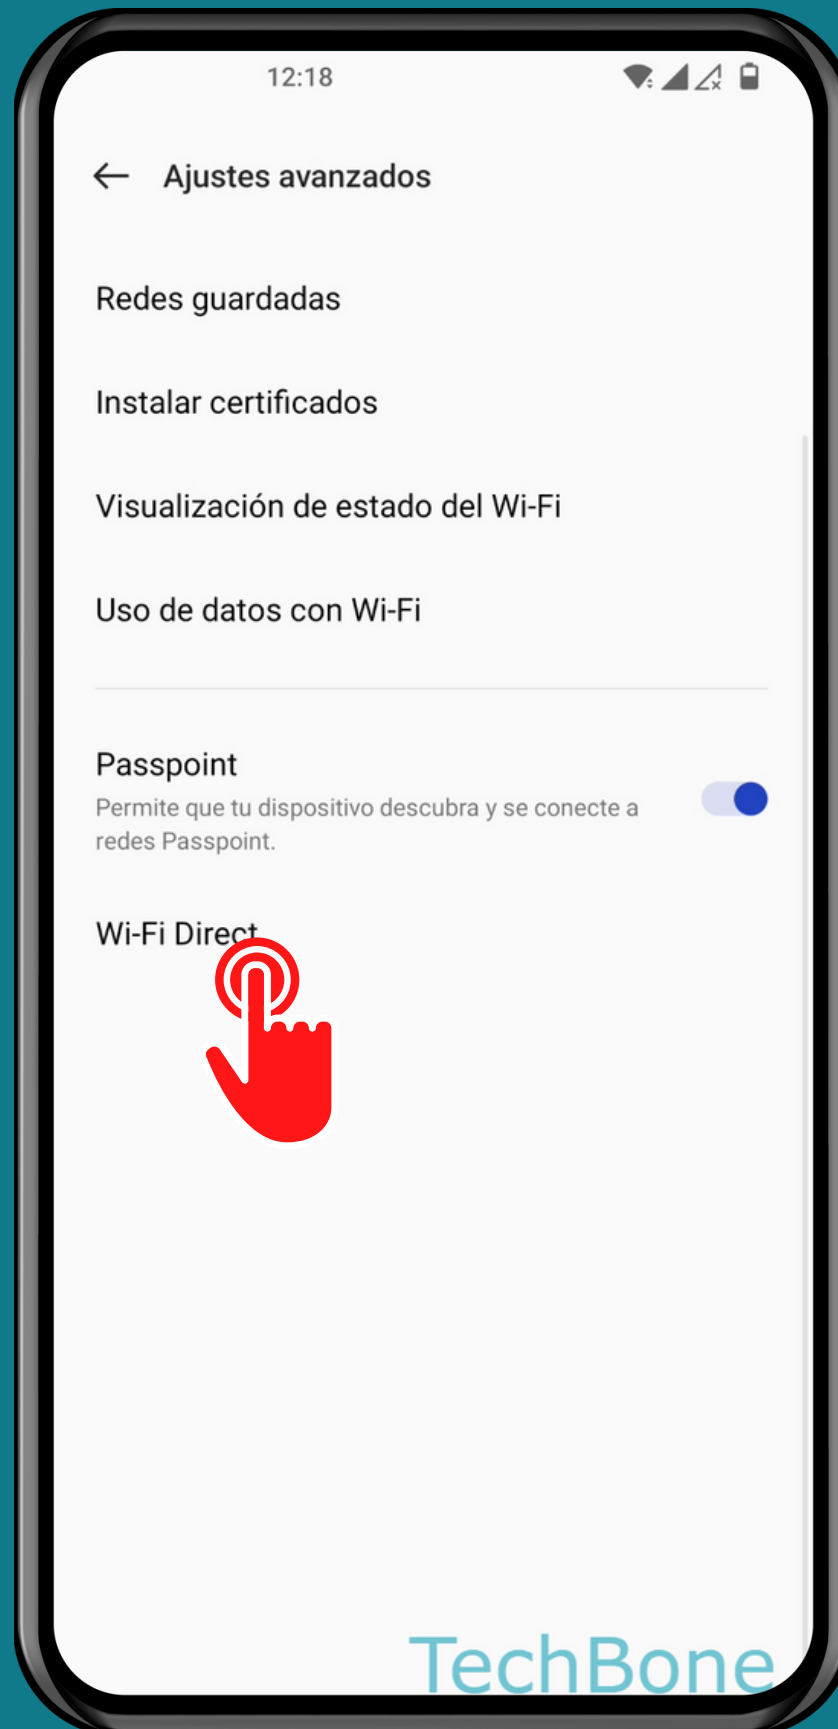 12:18
Ajustes avanzados
Redes guardadas
Instalar certificados
Visualización de estado del Wi-Fi
Uso de datos con Wi-Fi
Passpoint
Permite que tu dispositivo descubra y se conecte a
redes Passpoint.
Wi-Fi Direct
TechBone